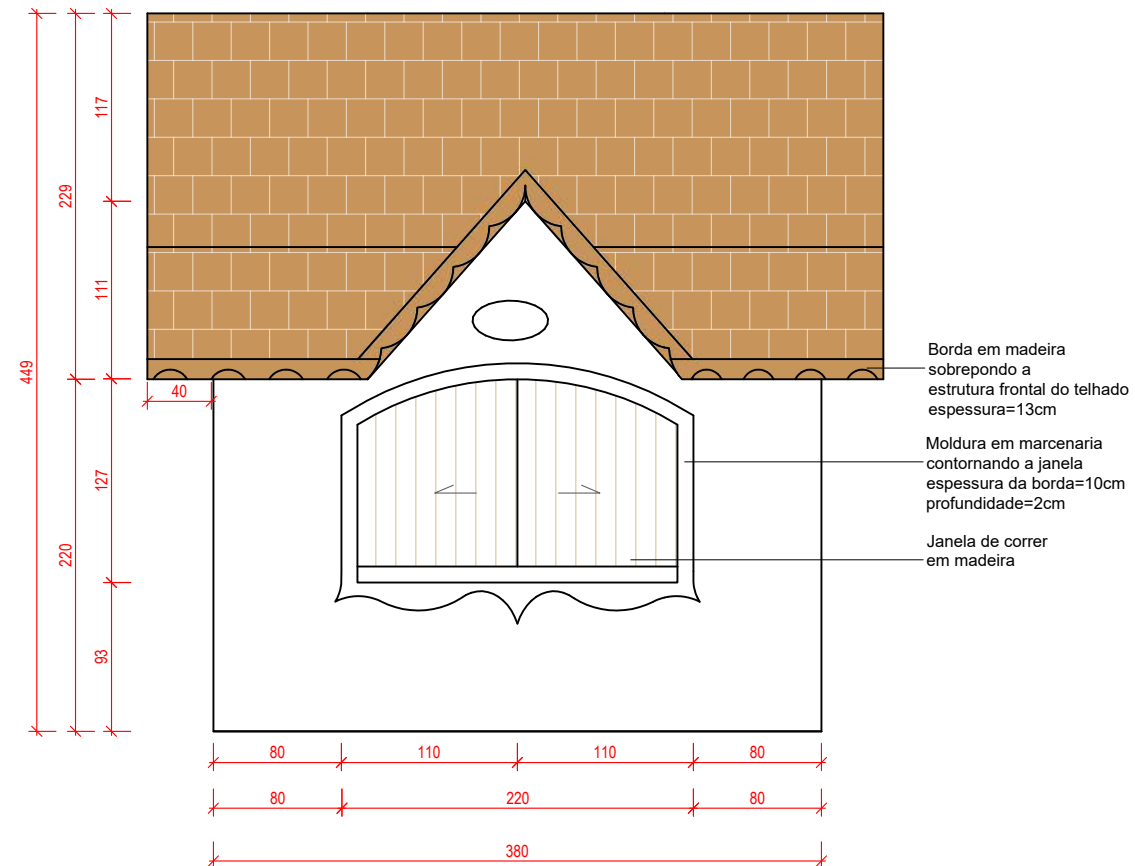 117
229
111
449
40
127
220
93
Borda em madeira
sobrepondo a
estrutura frontal do telhado
espessura=13cm
Moldura em marcenaria
contornando a janela
espessura da borda=10cm
profundidade=2cm
Janela de correr
em madeira
80 110 110 80
80 220 80
380